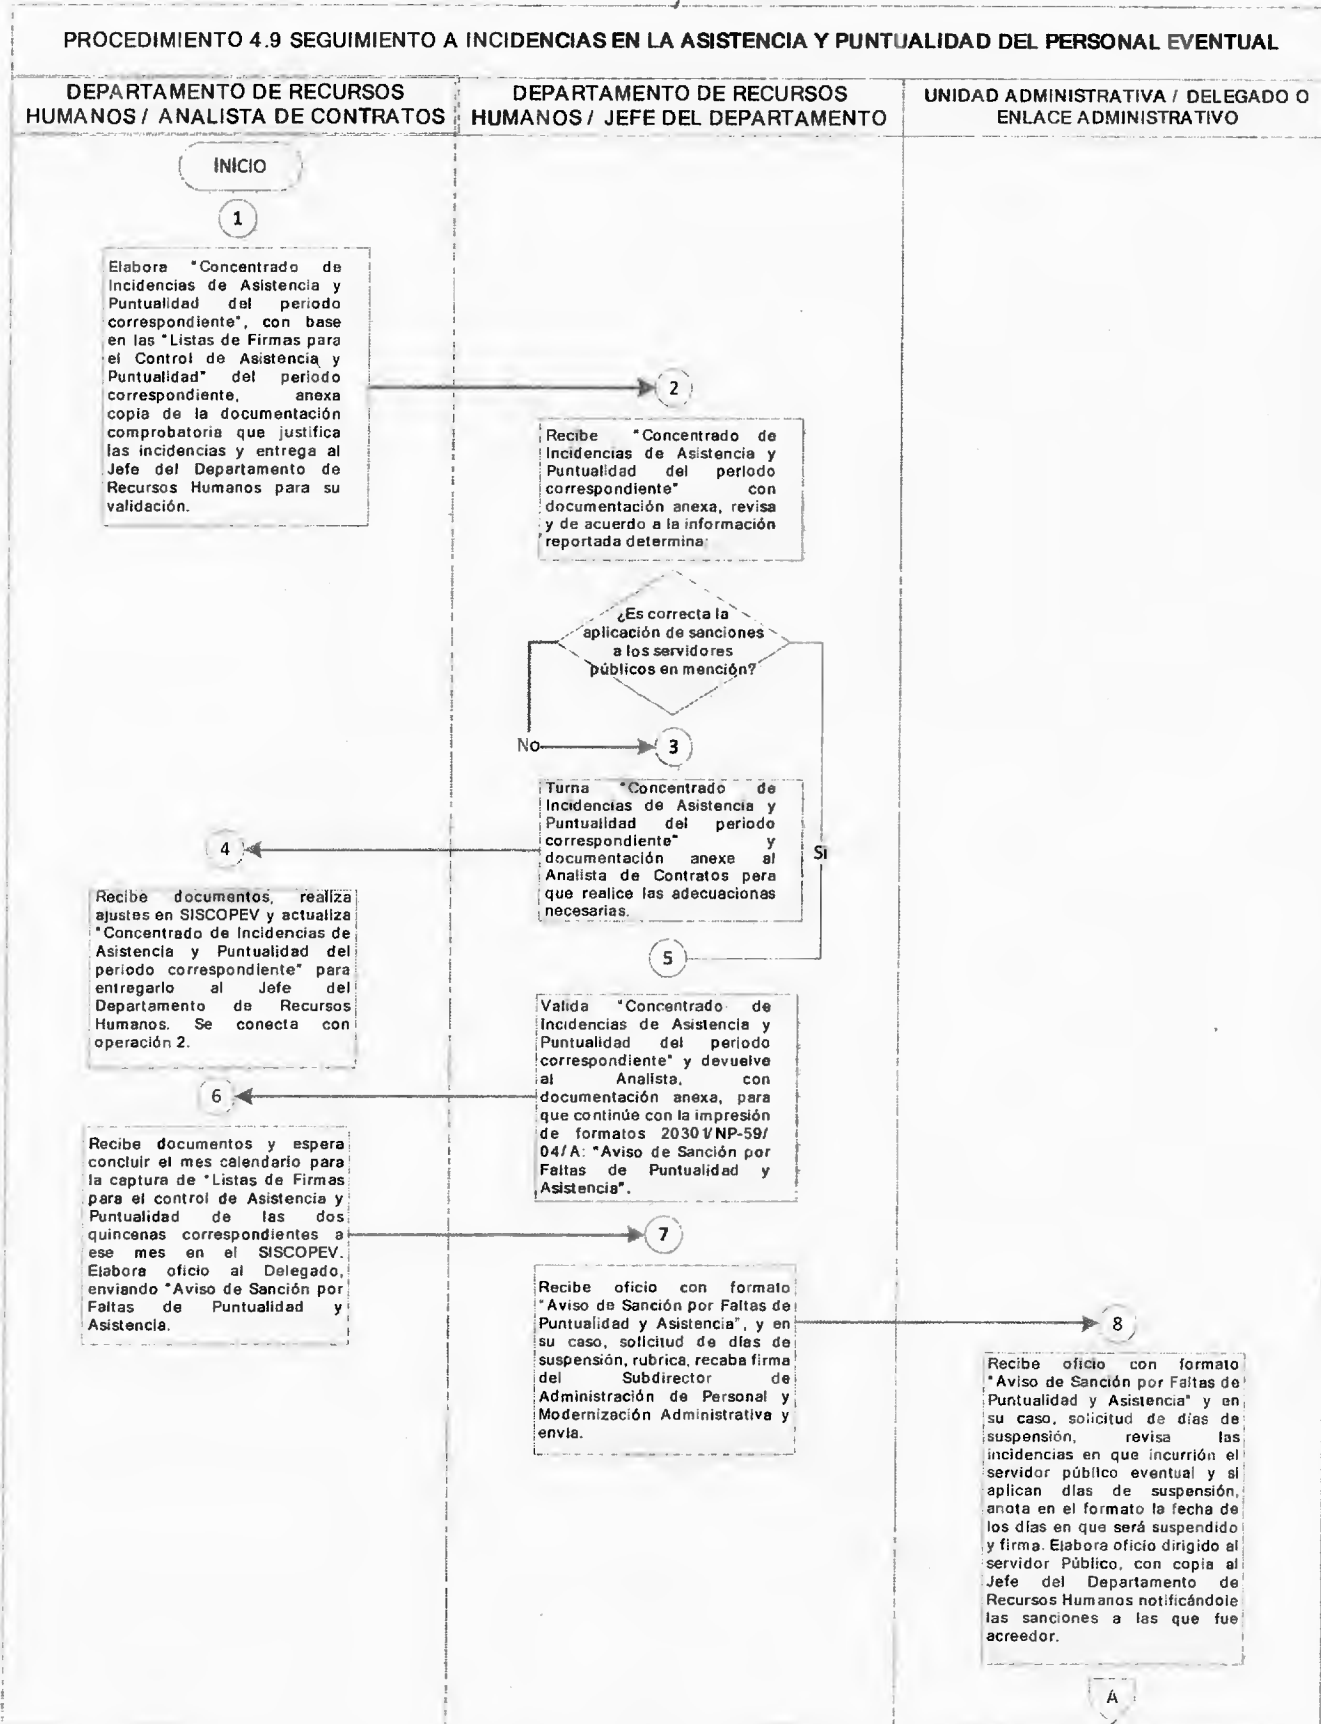 PROCEDIMIENTO 4.9 SEGUIMIENTO A INCIDENCIAS EN LA ASISTENCIA Y PUNTUALIDAD DEL PERSONAL EVENTUAL
DEPARTAMENTO DE RECURSOS
HUMANOS / ANALISTA DE CONTRATOS
DEPARTAMENTO DE RECURSOS
HUMANOS / JEFE DEL DEPARTAMENTO
UNIDAD ADMINISTRATIVA / DELEGADO O
ENLACE ADMINISTRATIVO
INICIO
1
Elabora "Concentrado de
Incidencias de Asistencia y
Puntualidad del periodo
correspondiente", con base
en las "Listas de Firmas para
el Control de Asistencia y
Puntualidad" del periodo
correspondiente, anexa
copia de la documentación
comprobatoria que justifica
las incidencias y entrega al
Jefe del Departamento de
Recursos Humanos para su
validación.
2
Recibe "Concentrado de
Incidencias de Asistencia y
Puntualidad del periodo
correspondiente" con
documentación anexa, revisa
y de acuerdo a la información
reportada determina:
¿Es correcta la
aplicación de sanciones
a los servidores
públicos en mención?
No
3
Turna "Concentrado de
Incidencias de Asistencia y
Puntualidad del periodo
correspondiente" y
documentación anexe al
Analista de Contratos pera
que realice las adecuacionas
necesarias.
Si
4
Recibe documentos, realiza
ajustes en SISCOPEV y actualiza
"Concentrado de Incidencias de
Asistencia y Puntualidad del
periodo correspondiente" para
entregarlo al Jefe del
Departamento de Recursos
Humanos. Se conecta con
operación 2.
5
Valida "Concentrado de
Incidencias de Asistencia y
Puntualidad del periodo
correspondiente" y devuelve
al Analista, con
documentación anexa, para
que continúe con la impresión
de formatos 20301/NP-59/
04/A: "Aviso de Sanción por
Faltas de Puntualidad y
Asistencia".
6
Recibe documentos y espera
concluir el mes calendario para
la captura de "Listas de Firmas
para el control de Asistencia y
Puntualidad de las dos
quincenas correspondientes a
ese mes en el SISCOPEV.
Elabora oficio al Delegado,
enviando "Aviso de Sanción por
Faltas de Puntualidad y
Asistencia.
7
Recibe oficio con formato
"Aviso de Sanción por Faltas de
Puntualidad y Asistencia", y en
su caso, solicitud de días de
suspensión, rubrica, recaba firma
del Subdirector de
Administración de Personal y
Modernización Administrativa y
envía.
8
Recibe oficio con formato
"Aviso de Sanción por Faltas de
Puntualidad y Asistencia" y en
su caso, solicitud de días de
suspensión, revisa las
incidencias en que incurrión el
servidor público eventual y si
aplican días de suspensión,
anota en el formato la fecha de
los días en que será suspendido
y firma. Elabora oficio dirigido al
servidor Público, con copia al
Jefe del Departamento de
Recursos Humanos notificándole
las sanciones a las que fue
acreedor.
A